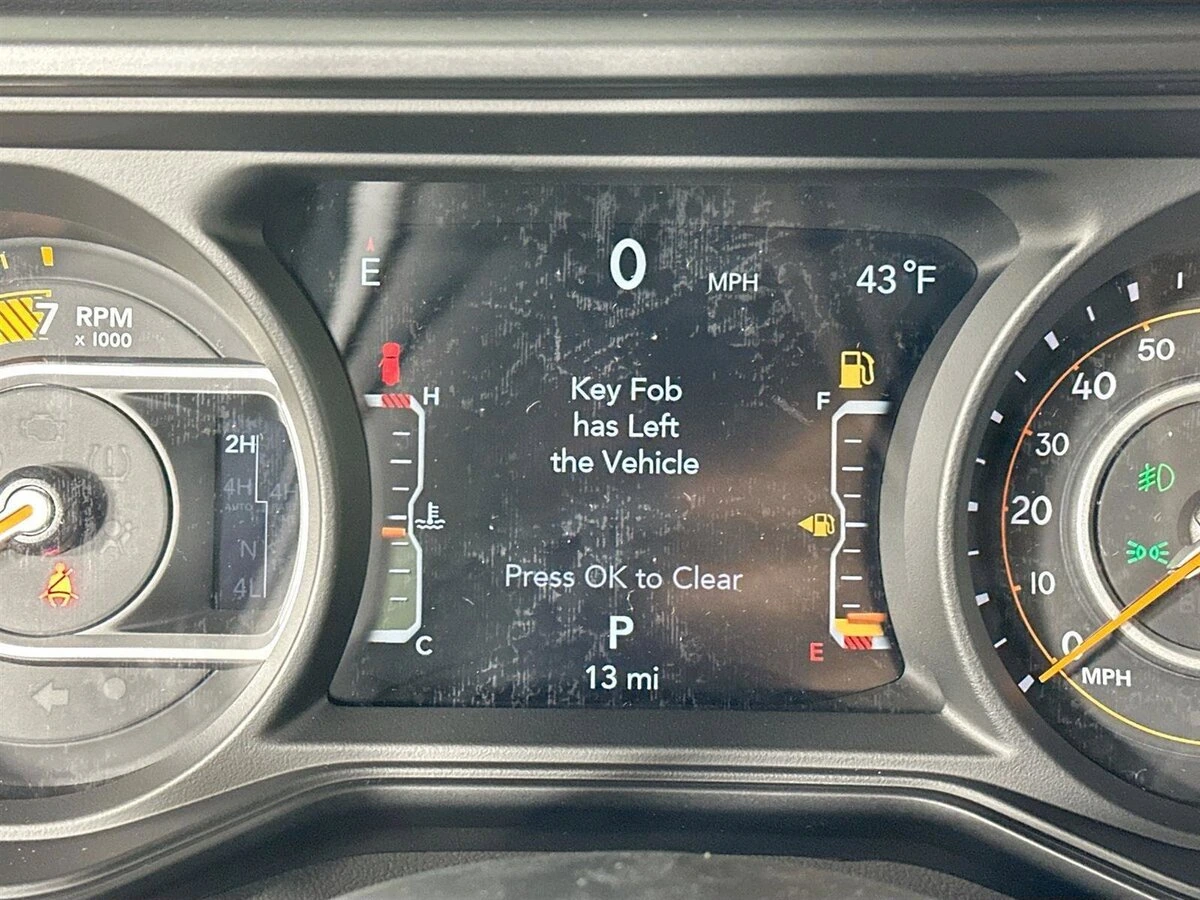 E
0 MPH
43°F
7
RPM
x 1000
H
F
Key Fob
has Left
the Vehicle
2H
4H
AUTO
4H
N
4L
Press OK to Clear
C
E
P
13 mi
50
40
30
20
10
0
MPH